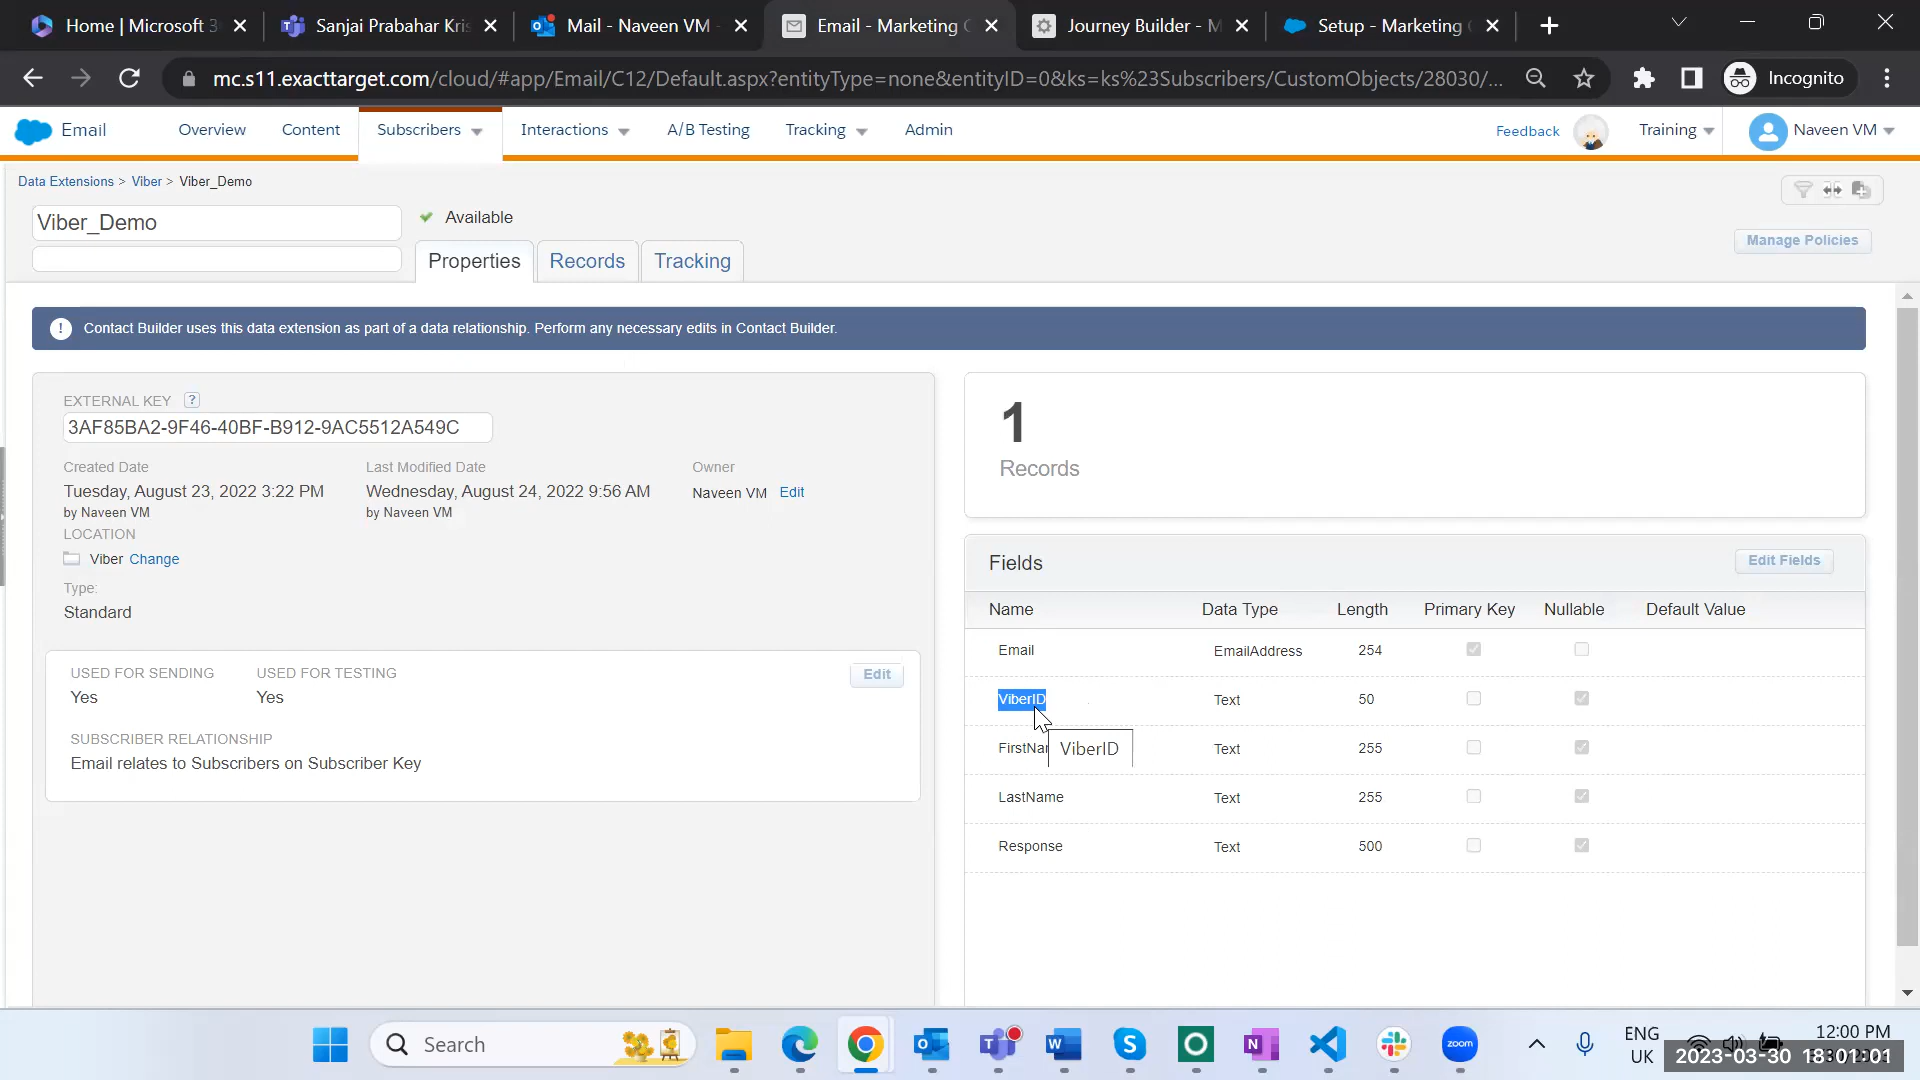 Home | Microsoft 3
Sanjai Prabahar Kris
Mail - Naveen VM -
Email - Marketing C
Journey Builder - M
Setup - Marketing
mc.s11.exacttarget.com/cloud/#app/Email/C12/Default.aspx?entityType=none&entityID=0&ks=ks%23Subscribers/CustomObjects/28030/...
Incognito
Email
Overview
Content
Subscribers
Interactions
A/B Testing
Tracking
Admin
Feedback
Training
Naveen VM
Data Extensions > Viber > Viber_Demo
Viber_Demo
Available
Properties
Records
Tracking
Manage Policies
! Contact Builder uses this data extension as part of a data relationship. Perform any necessary edits in Contact Builder.
EXTERNAL KEY ?
3AF85BA2-9F46-40BF-B912-9AC5512A549C
Created Date
Last Modified Date
Owner
Tuesday, August 23, 2022 3:22 PM
Wednesday, August 24, 2022 9:56 AM
Naveen VM Edit
by Naveen VM
by Naveen VM
LOCATION
Viber Change
Type:
Standard
USED FOR SENDING
USED FOR TESTING
Edit
Yes
Yes
SUBSCRIBER RELATIONSHIP
Email relates to Subscribers on Subscriber Key
1
Records
Fields
Edit Fields
Name Data Type Length Primary Key Nullable Default Value
Email EmailAddress 254
ViberID Text 50
FirstNa Text 255
ViberID
LastName Text 255
Response Text 500
Search
zoom
ENG
UK
12:00 PM
2023-03-30 18:01:01